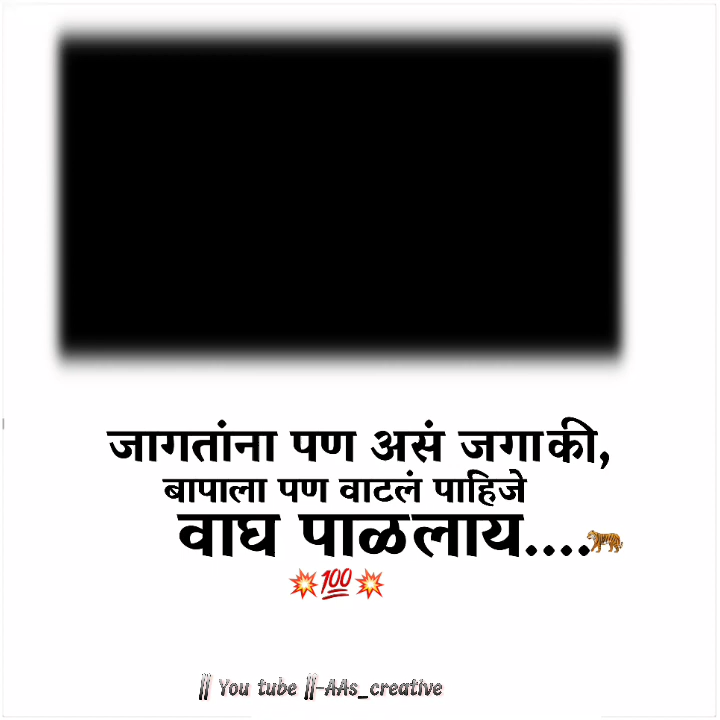 जागतांना पण असं जगा की,
बापाला पण वाटलं पाहिजे
वाघ पाळलाय....🐅
💥💯💥
|| You tube ||-AAs_creative